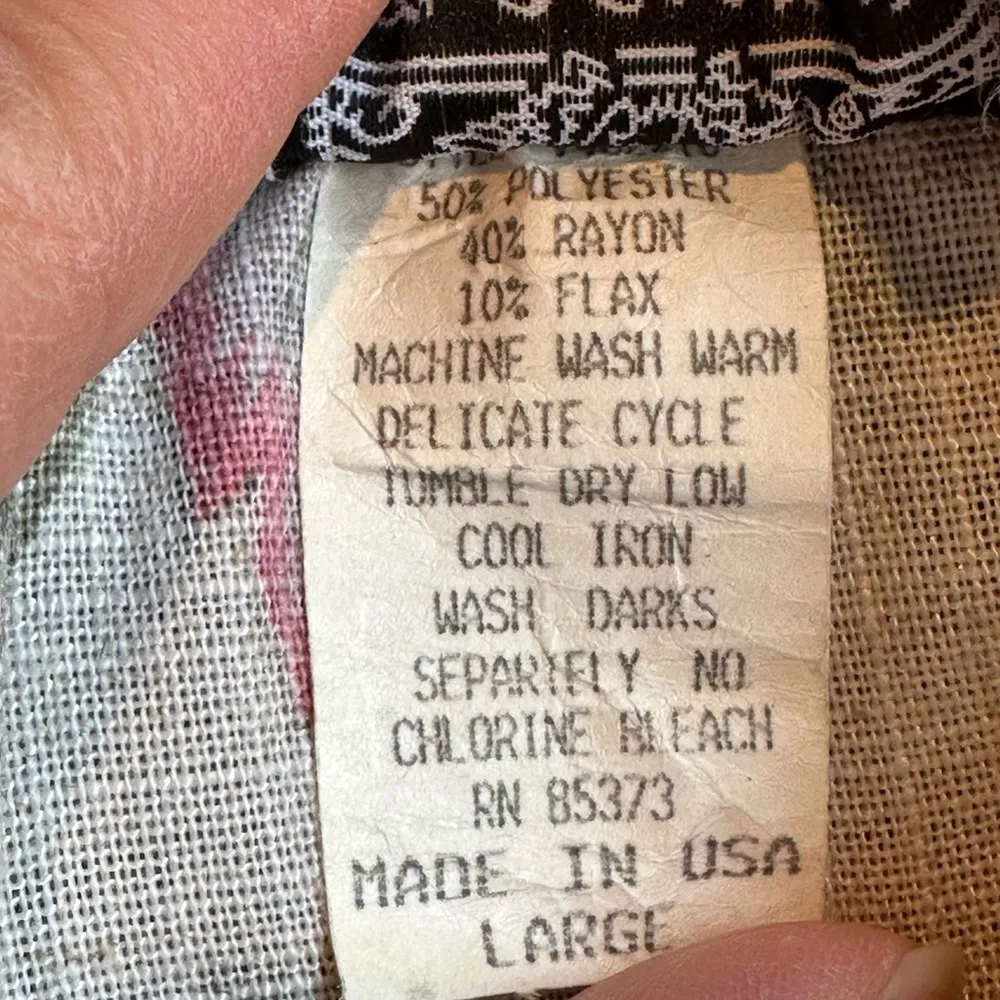 50% POLYESTER
40% RAYON
10% FLAX
MACHINE WASH WARM
DELICATE CYCLE
TUMBLE DRY LOW
COOL IRON
WASH DARKS
SEPARTELY NO
CHLORINE BLEACH
RN 85373
MADE IN USA
LARGE